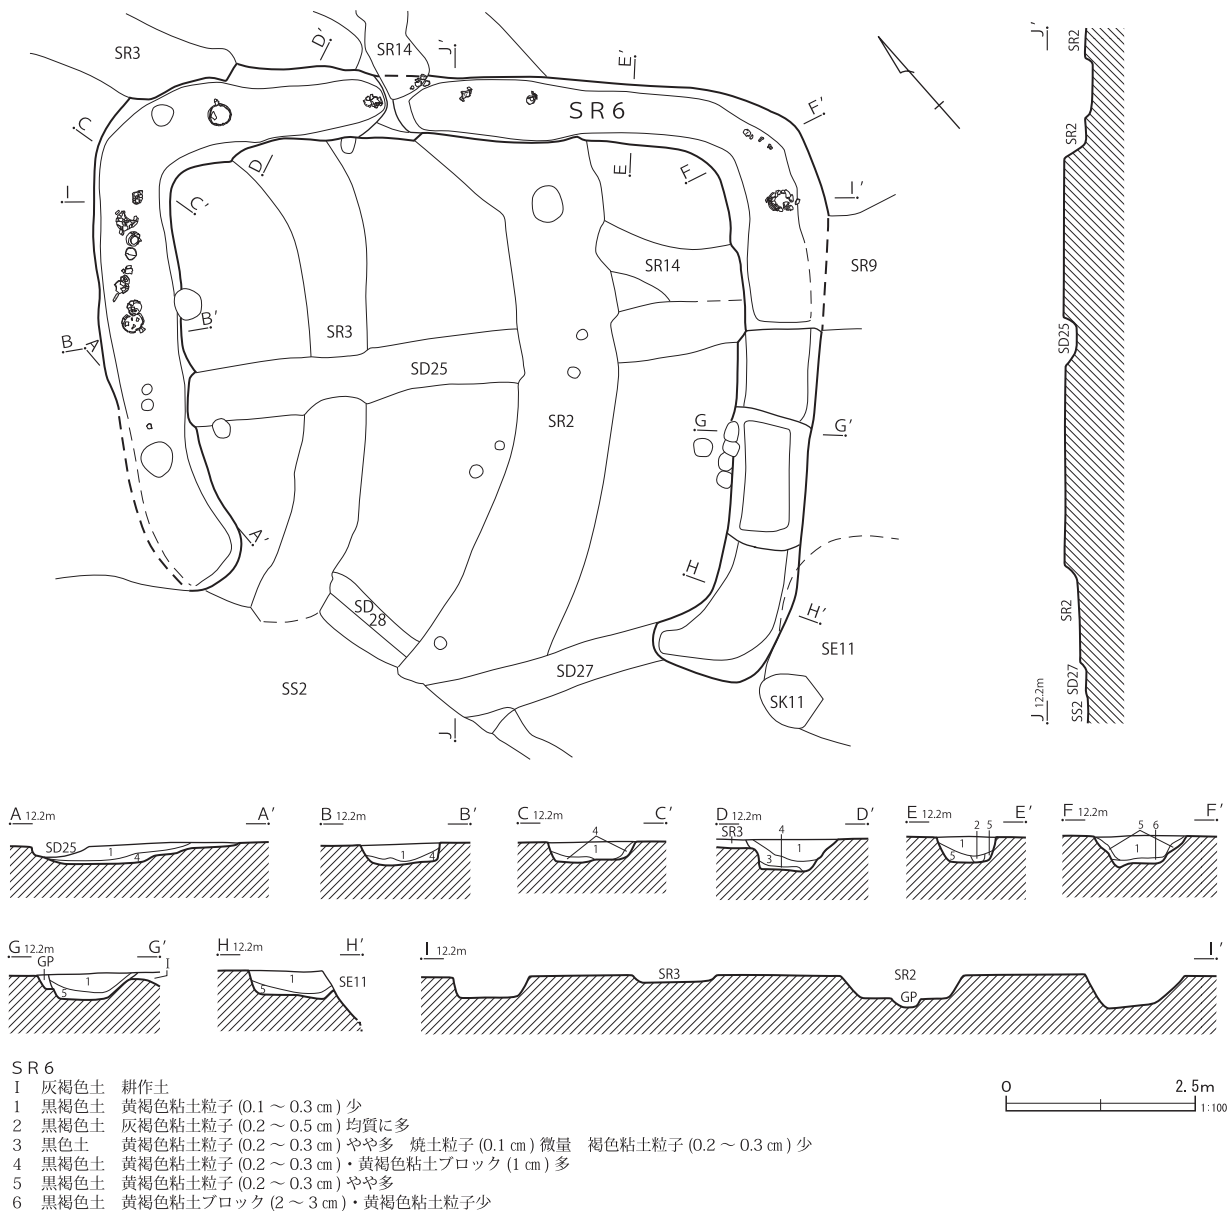 SR3
D
D′
SR14
J′
E′
SR6
F′
C
I
C′
D
E
F
I′
SR14
SR9
SR3
B
A
B′
SD25
SR2
G
G′
A′
H
H′
SD
28
SD27
SE11
SS2
SK11
J
J′
SR2
SR2
SD25
SR2
SD27
SS2
J 12.2m
A 12.2m A′
SD25 1 4
B 12.2m B′
1 4
C 12.2m C′
4
1
D 12.2m D′
SR3 4
3 1
E 12.2m E′
2 5
1
5
F 12.2m F′
5 6
1
G 12.2m G′
GP 1 I
5
H 12.2m H′
1 SE11
5
I 12.2m I′
SR3 SR2
GP
SR6
I 灰褐色土 耕作土
1 黒褐色土 黄褐色粘土粒子 (0.1 ～ 0.3 ㎝) 少
2 黒褐色土 灰褐色粘土粒子 (0.2 ～ 0.5 ㎝) 均質に多
3 黒色土 黄褐色粘土粒子 (0.2 ～ 0.3 ㎝) やや多 焼土粒子 (0.1 ㎝) 微量 褐色粘土粒子 (0.2 ～ 0.3 ㎝) 少
4 黒褐色土 黄褐色粘土粒子 (0.2 ～ 0.3 ㎝)・黄褐色粘土ブロック (1 ㎝) 多
5 黒褐色土 黄褐色粘土粒子 (0.2 ～ 0.3 ㎝) やや多
6 黒褐色土 黄褐色粘土ブロック (2 ～ 3 ㎝)・黄褐色粘土粒子少
0 2.5m
1:100